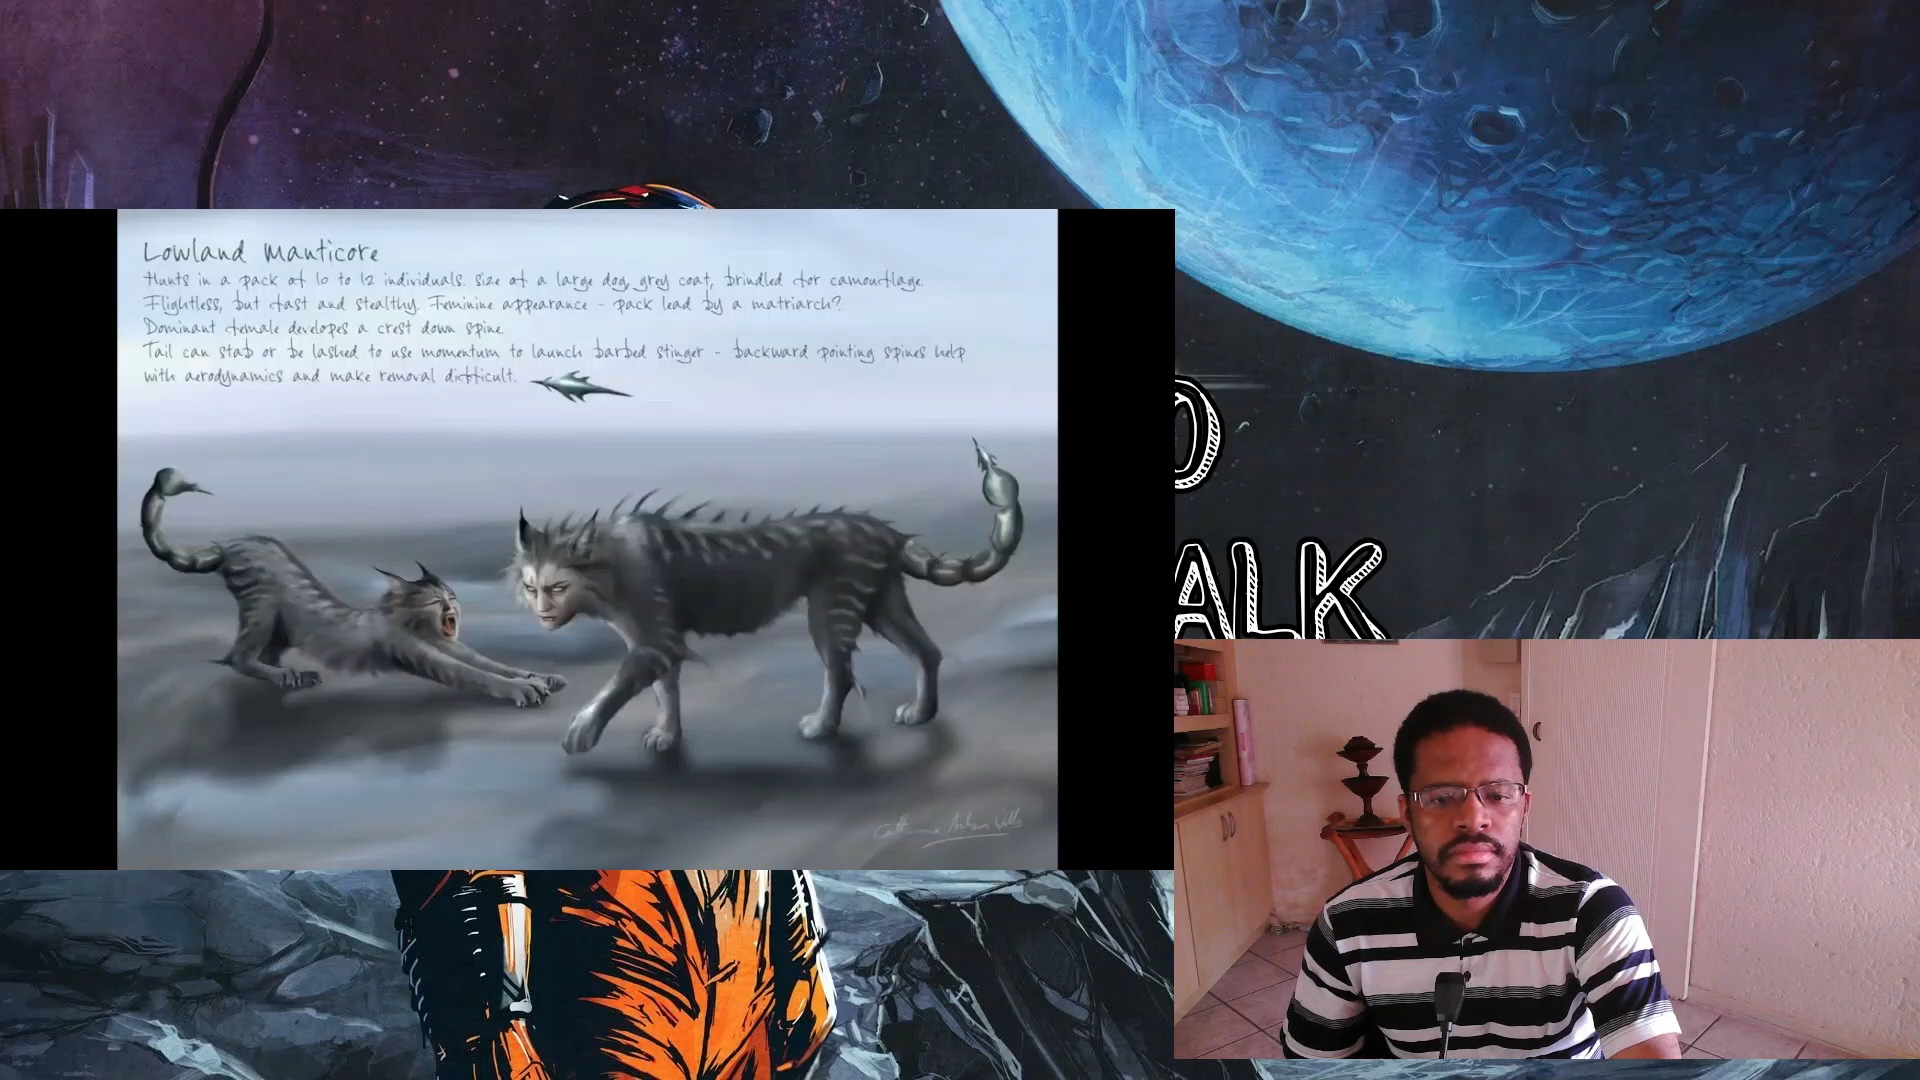 Lowland Manticore
Hunts in a pack of 10 to 12 individuals. Size of a large dog, grey coat, brindled for camouflage.
Flightless, but fast and stealthy. Feminine appearance - pack lead by a matriarch?
Dominant female developes a crest down spine.
Tail can stab or be lashed to use momentum to launch barbed stinger - backward pointing spines help
with aerodynamics and make removal difficult.
O
ALK